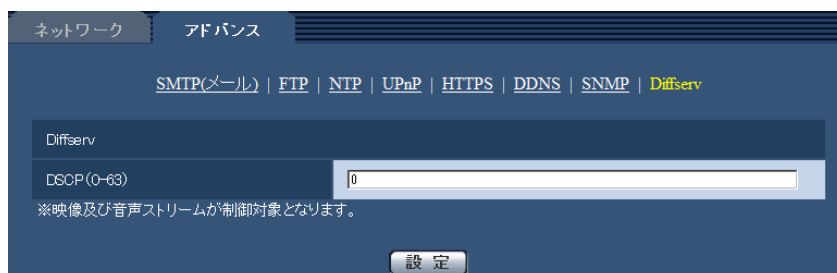 ネットワーク アドバンス
SMTP(メール) | FTP | NTP | UPnP | HTTPS | DDNS | SNMP | Diffserv
Diffserv
DSCP(0-63) 0
※映像及び音声ストリームが制御対象となります。
設 定